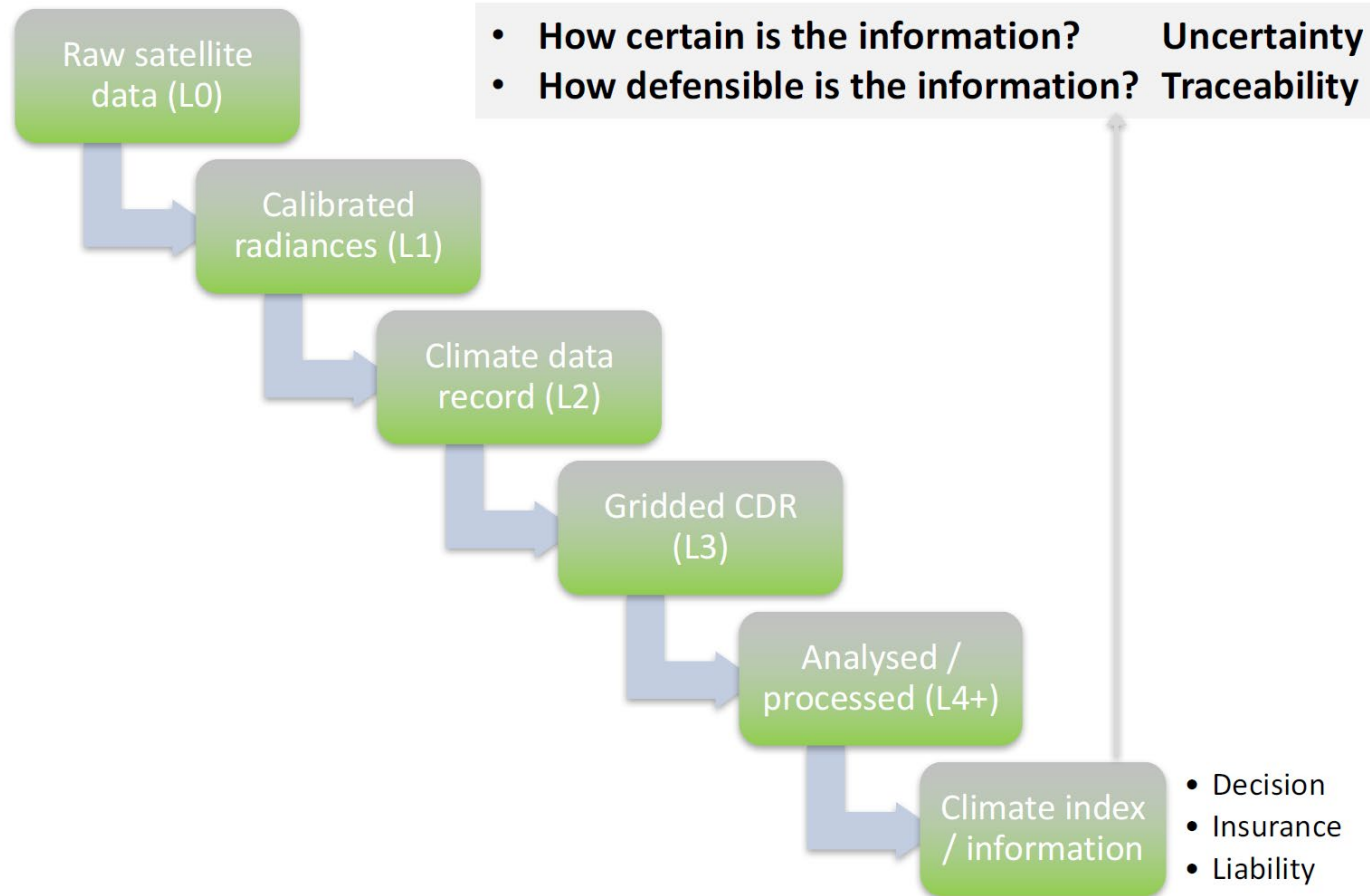 • How certain is the information? Uncertainty
• How defensible is the information? Traceability
Raw satellite
data (L0)
Calibrated
radiances (L1)
Climate data
record (L2)
Gridded CDR
(L3)
Analysed /
processed (L4+)
Climate index
/ information
• Decision
• Insurance
• Liability